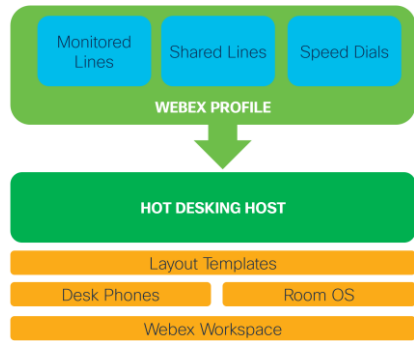 Monitored
Lines
Shared Lines
Speed Dials
WEBEX PROFILE
HOT DESKING HOST
Layout Templates
Desk Phones
Room OS
Webex Workspace